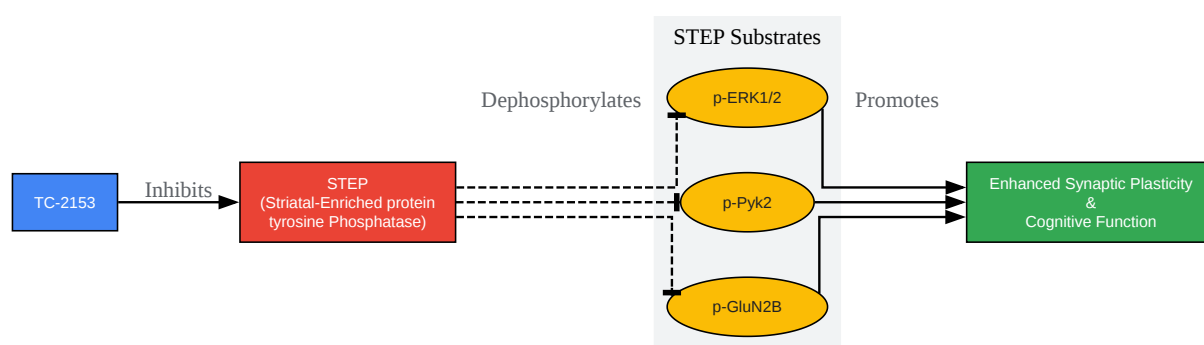 STEP Substrates
Dephosphorylates
p-ERK1/2
Promotes
TC-2153
Inhibits
STEP
(Striatal-Enriched protein
tyrosine Phosphatase)
p-Pyk2
Enhanced Synaptic Plasticity
&
Cognitive Function
p-GluN2B